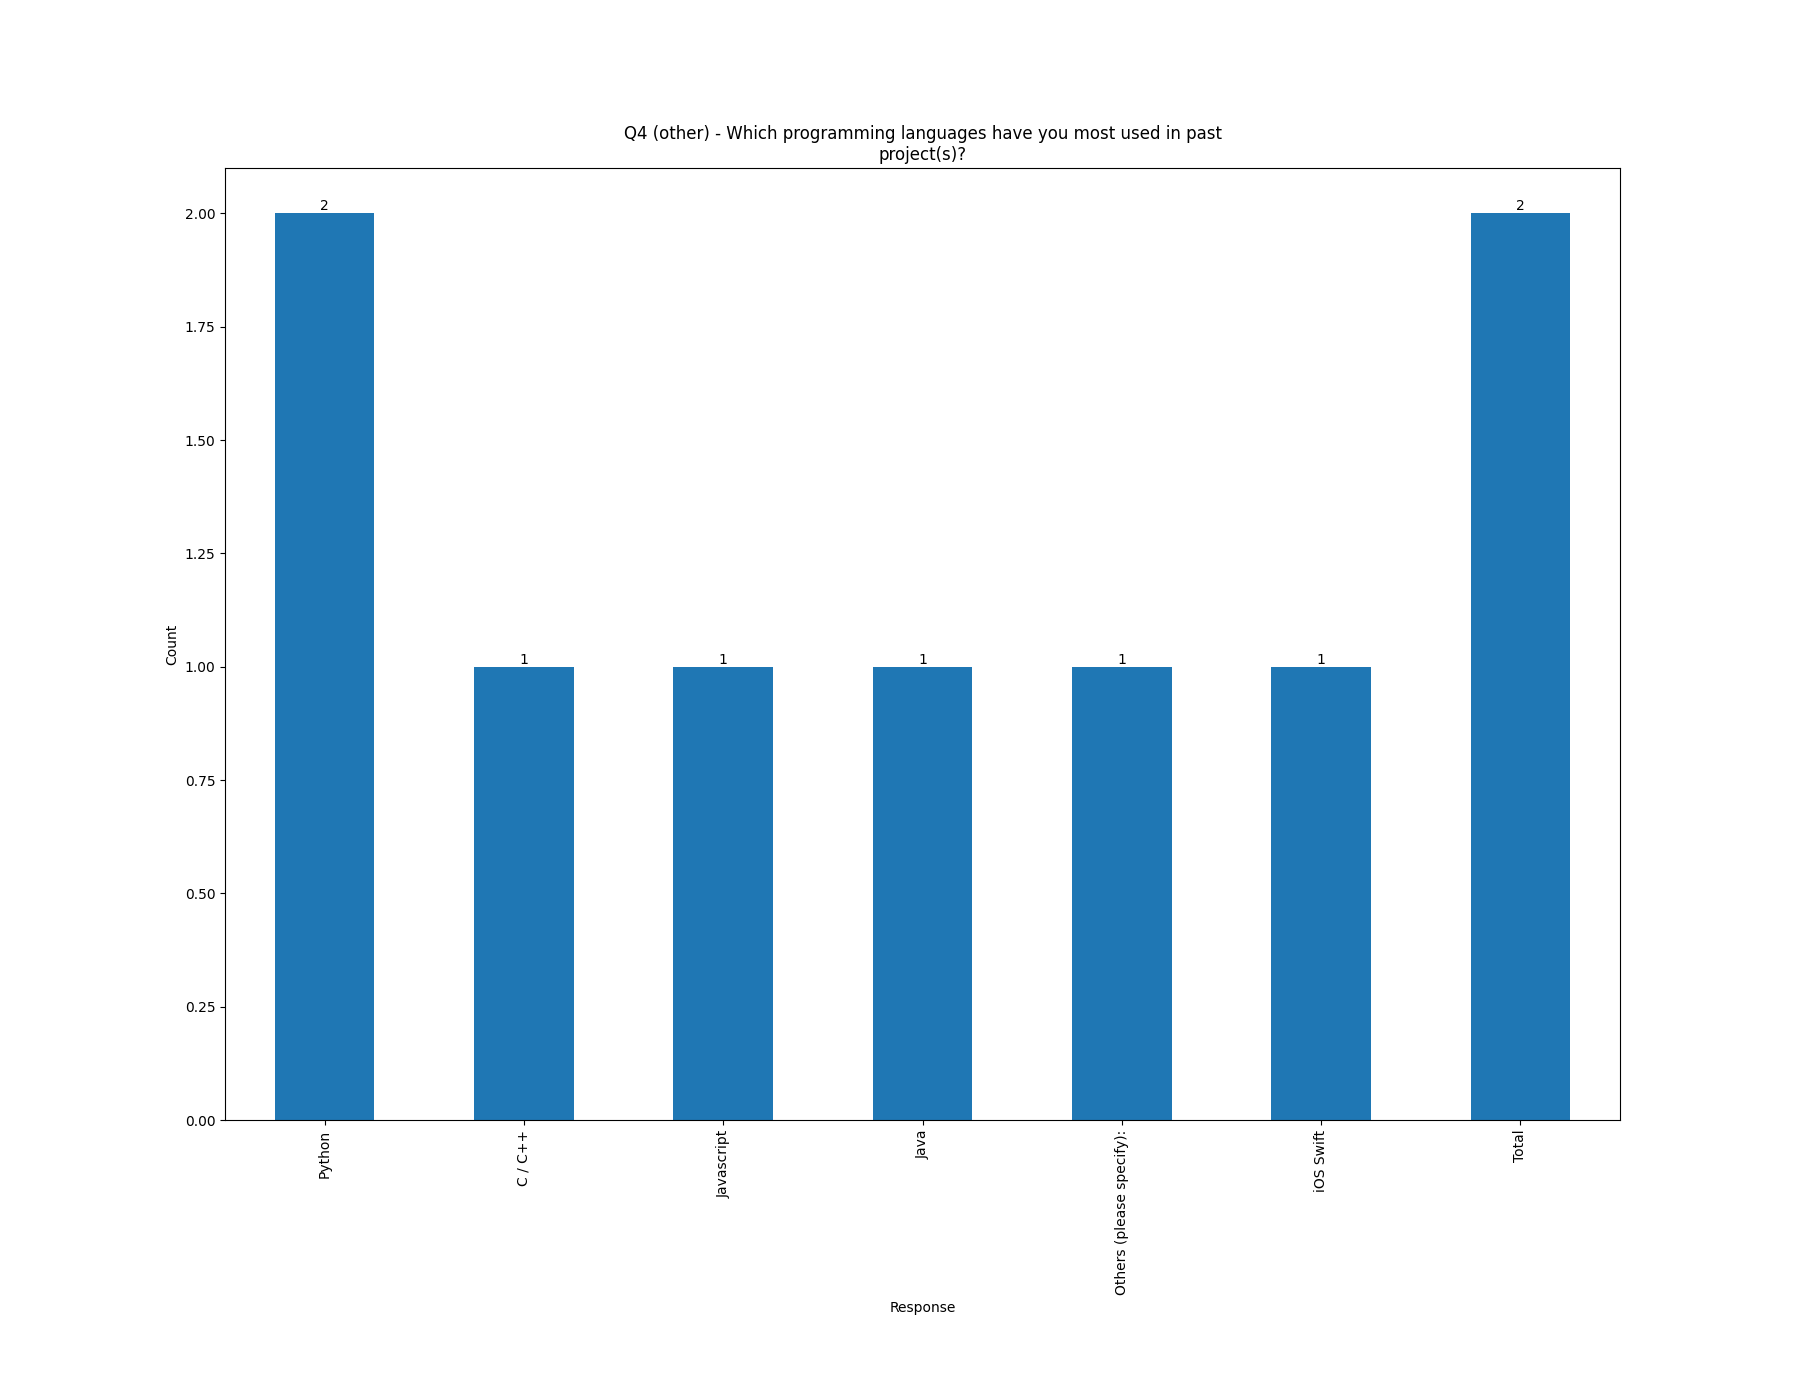 Q4 (other) - Which programming languages have you most used in past
project(s)?
2
2
2.00
1.75
1.50
1.25
1.00
0.75
0.50
0.25
0.00
Count
1
1
1
1
1
Python
C / C++
Javascript
Java
Others (please specify):
iOS Swift
Total
Response